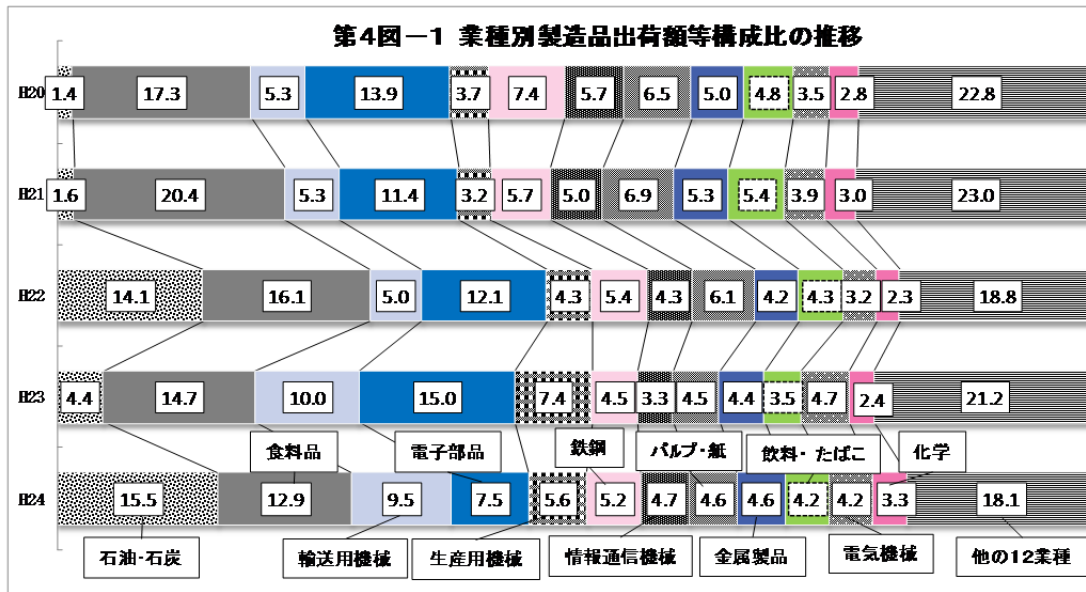 第4図－1 業種別製造品出荷額等構成比の推移
H20 1.4 17.3 5.3 13.9 3.7 7.4 5.7 6.5 5.0 4.8 3.5 2.8 22.8
H21 1.6 20.4 5.3 11.4 3.2 5.7 5.0 6.9 5.3 5.4 3.9 3.0 23.0
H22 14.1 16.1 5.0 12.1 4.3 5.4 4.3 6.1 4.2 4.3 3.2 2.3 18.8
H23 4.4 14.7 10.0 15.0 7.4 4.5 3.3 4.5 4.4 3.5 4.7 2.4 21.2
食料品 電子部品 鉄鋼 パルプ・紙 飲料・たばこ 化学
H24 15.5 12.9 9.5 7.5 5.6 5.2 4.7 4.6 4.6 4.2 4.2 3.3 18.1
石油・石炭 輸送用機械 生産用機械 情報通信機械 金属製品 電気機械 他の12業種